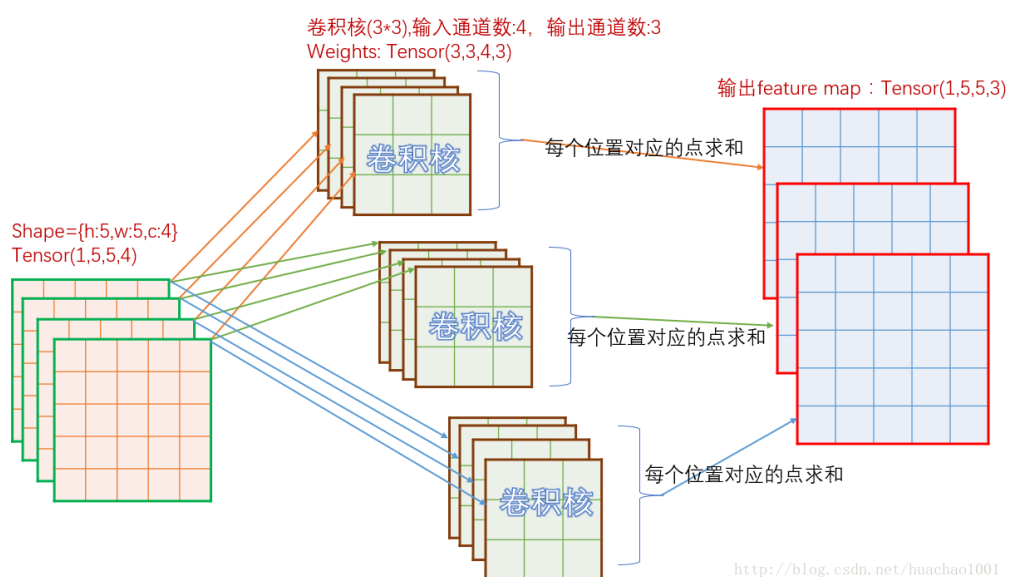 卷积核(3*3),输入通道数:4，输出通道数:3
Weights: Tensor(3,3,4,3)
输出feature map：Tensor(1,5,5,3)
卷积核
每个位置对应的点求和
Shape={h:5,w:5,c:4}
Tensor(1,5,5,4)
卷积核
每个位置对应的点求和
卷积核
每个位置对应的点求和
http://blog.csdn.net/huachao1001